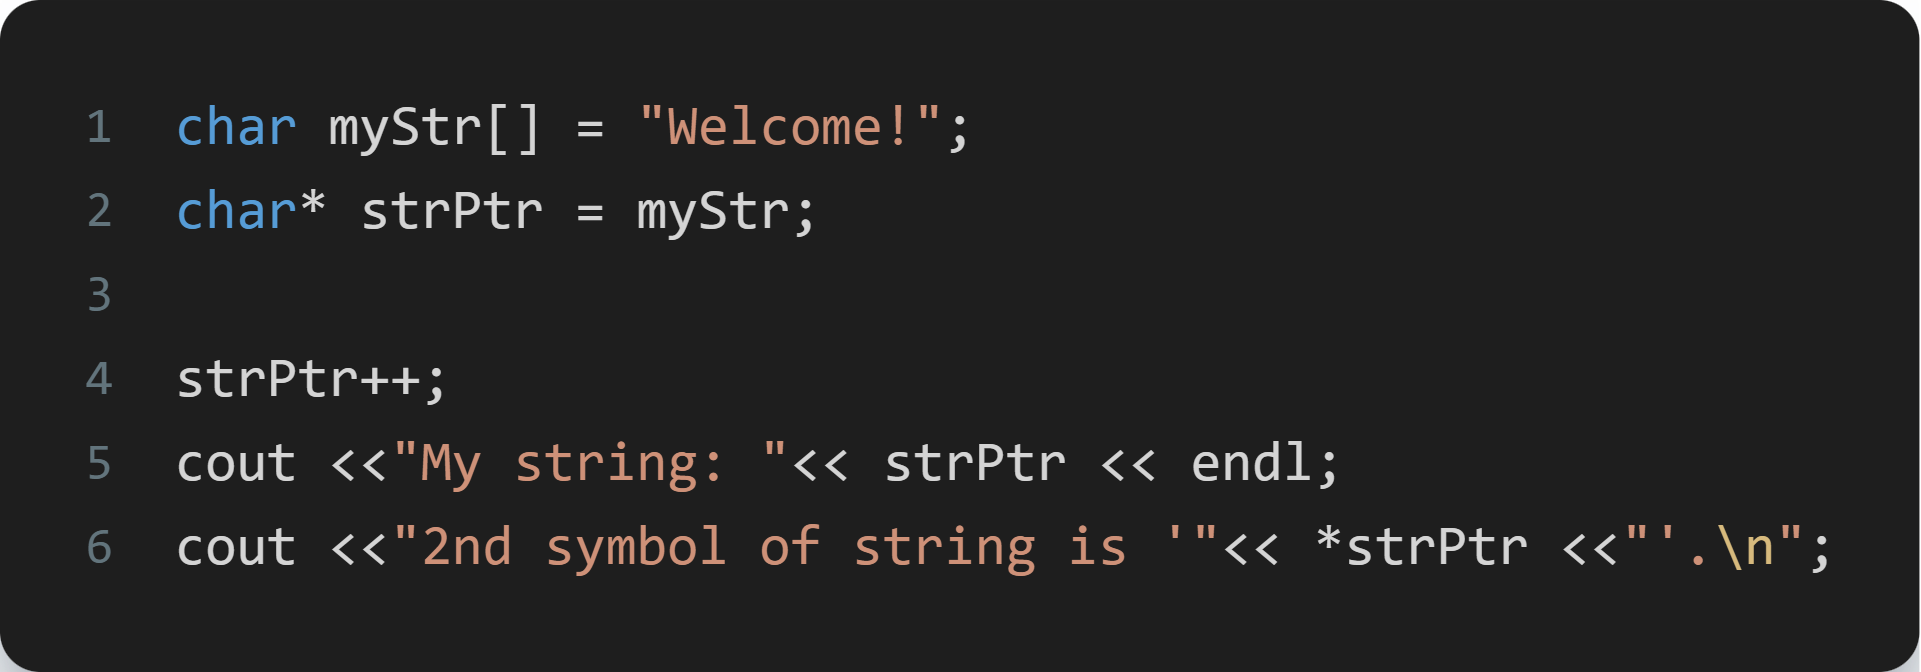 1 char myStr[] = "Welcome!";
2 char* strPtr = myStr;
3
4 strPtr++;
5 cout <<"My string: "<< strPtr << endl;
6 cout <<"2nd symbol of string is '"<< *strPtr <<"'.\n";